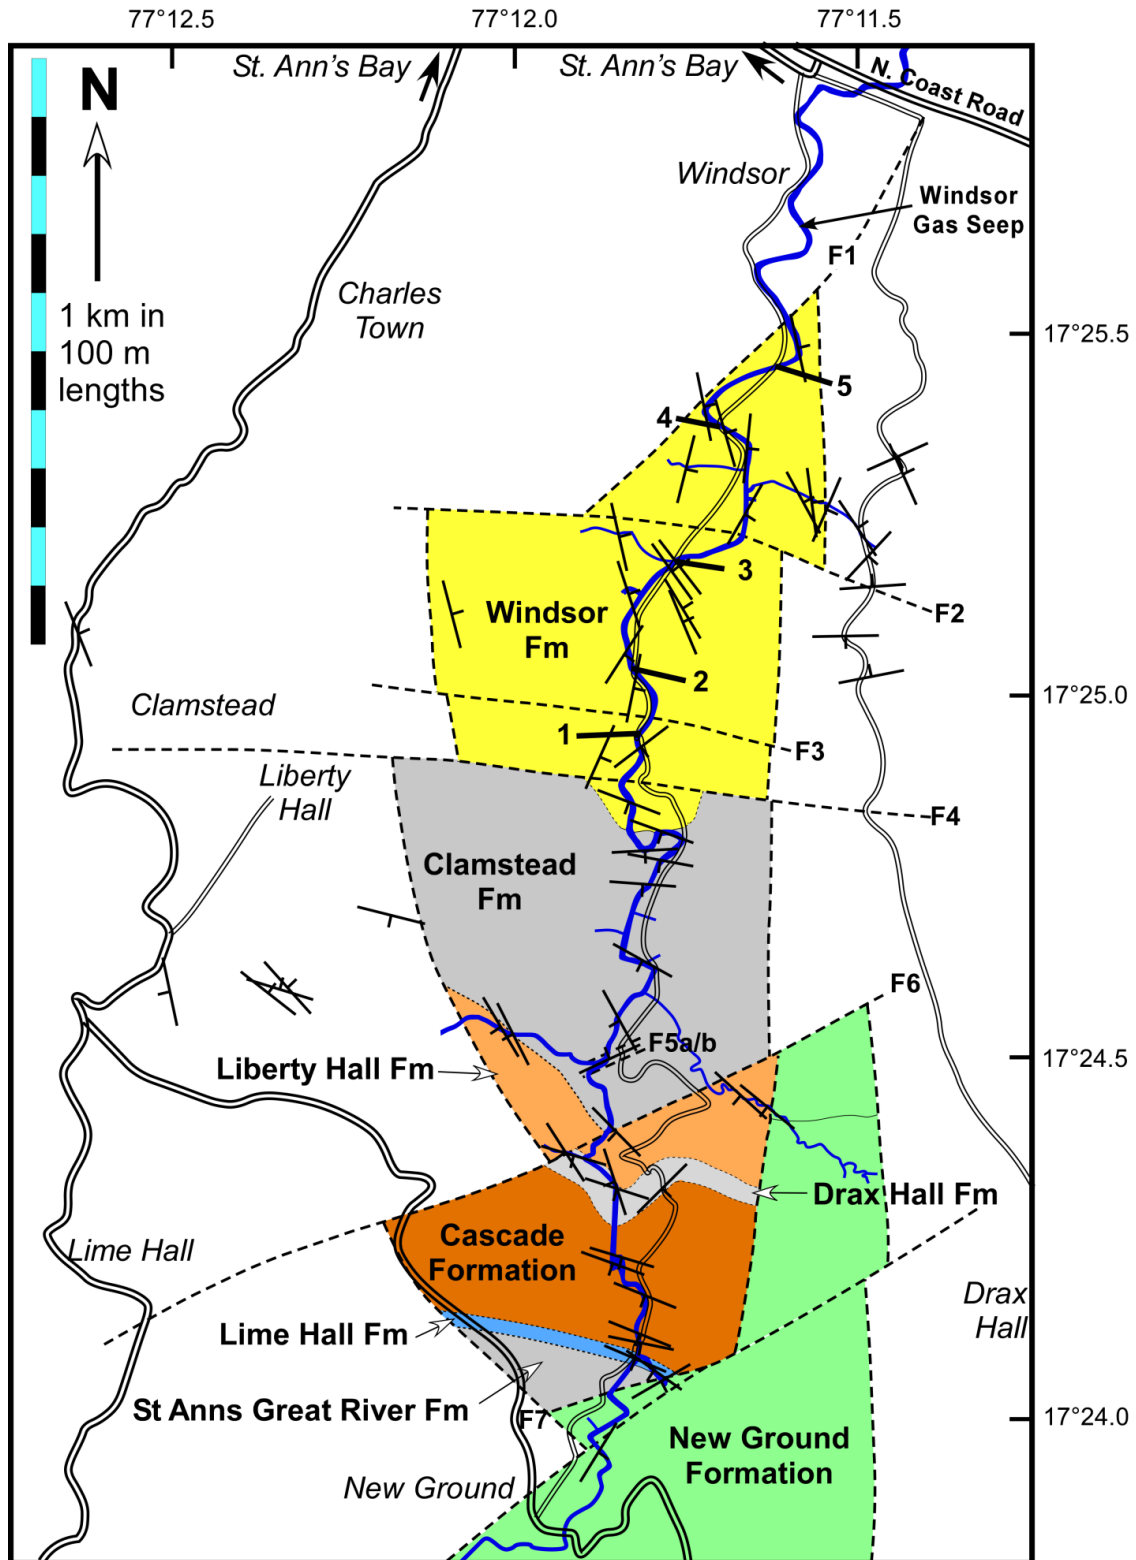 77°12.5
77°12.0
77°11.5
St. Ann's Bay
St. Ann's Bay
N. Coast Road
N
Windsor
Windsor
Gas Seep
F1
Charles
Town
1 km in
100 m
lengths
17°25.5
5
4
3
Windsor
Fm
F2
2
17°25.0
Clamstead
1
F3
Liberty
Hall
F4
Clamstead
Fm
F6
F5a/b
17°24.5
Liberty Hall Fm
Drax Hall Fm
Cascade
Formation
Lime Hall
Drax
Hall
Lime Hall Fm
St Anns Great River Fm
F7
17°24.0
New Ground
Formation
New Ground